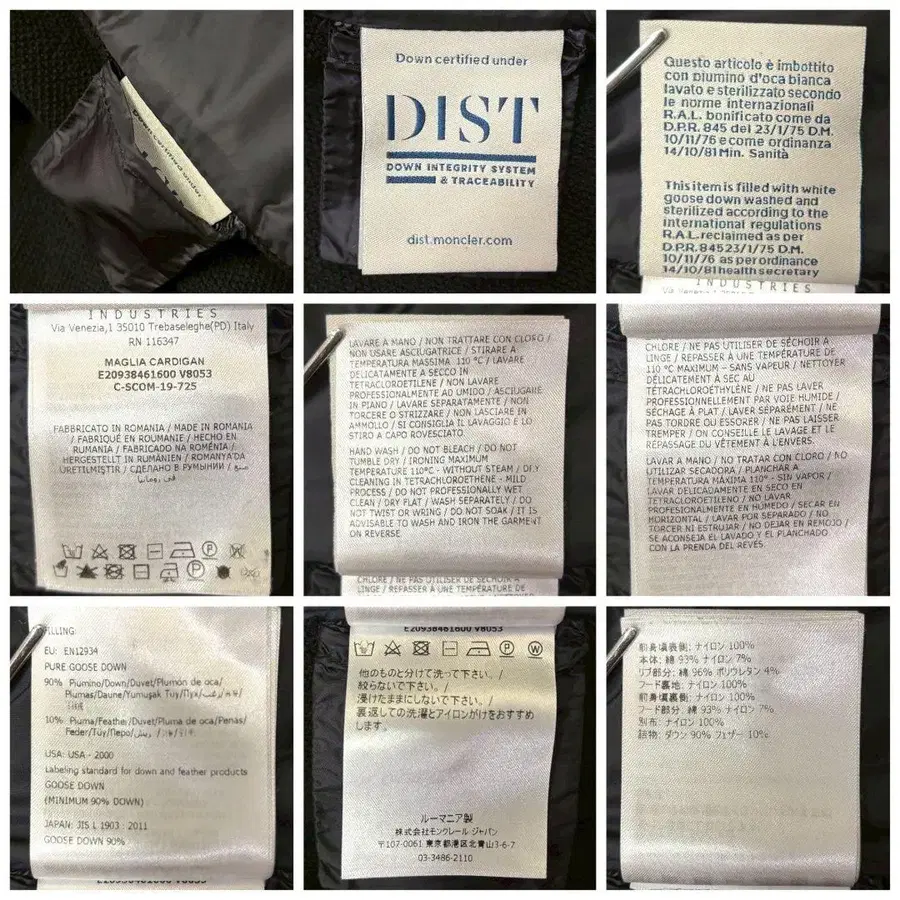 Down certified under
Down certified under
DIST
DOWN INTEGRITY SYSTEM
& TRACEABILITY
dist.moncler.com
Questo articolo è imbottito
con piumino d'oca bianca
lavato e sterilizzato secondo
le norme internazionali
R.A.L. bonificato come da
D.P.R. 845 del 23/1/75 D.M.
10/11/76 e come ordinanza
14/10/81 Min. Sanità
This item is filled with white
goose down washed and
sterilized according to the
international regulations
R.A.L. reclaimed as per
D.P.R. 84523/1/75 D.M.
10/11/76 as per ordinance
14/10/81 health secretary
INDUSTRIES
INDUSTRIES
Via Venezia,1 35010 Trebaseleghe(PD) Italy
RN 116347
MAGLIA CARDIGAN
E20938461600 V8053
C-SCOM-19-725
FABBRICATO IN ROMANIA / MADE IN ROMANIA
/ FABRIQUÉ EN ROUMANIE / HECHO EN
RUMANIA / FABRICADO NA ROMÉNIA /
HERGESTELLT IN RUMÄNIEN / ROMANYA'DA
ÜRETILMIŞTIR / СДЕЛАНО В РУМЫНИИ / صنع
في رومانيا
LAVARE A MANO / NON TRATTARE CON CLORO /
NON USARE ASCIUGATRICE / STIRARE A
TEMPERATURA MASSIMA 110 °C / LAVARE
DELICATAMENTE A SECCO IN
TETRACLOROETILENE / NON LAVARE
PROFESSIONALMENTE AD UMIDO / ASCIUGARE
IN PIANO / LAVARE SEPARATAMENTE / NON
TORCERE O STRIZZARE / NON LASCIARE IN
AMMOLLO / SI CONSIGLIA IL LAVAGGIO E LO
STIRO A CAPO ROVESCIATO.
HAND WASH / DO NOT BLEACH / DO NOT
TUMBLE DRY / IRONING MAXIMUM
TEMPERATURE 110°C - WITHOUT STEAM / DRY
CLEANING IN TETRACHLOROETHENE - MILD
PROCESS / DO NOT PROFESSIONALLY WET
CLEAN / DRY FLAT / WASH SEPARATELY / DO
NOT TWIST OR WRING / DO NOT SOAK / IT IS
ADVISABLE TO WASH AND IRON THE GARMENT
ON REVERSE.
CHLORE / NE PAS UTILISER DE SÉCHOIR À
LINGE / REPASSER À UNE TEMPÉRATURE DE
CHLORE / NE PAS UTILISER DE SÉCHOIR À
LINGE / REPASSER À UNE TEMPÉRATURE DE
110 °C MAXIMUM – SANS VAPEUR / NETTOYER
DÉLICATEMENT À SEC AU
TÉTRACHLOROÉTHYLÈNE / NE PAS LAVER
PROFESSIONNELLEMENT PAR VOIE HUMIDE /
SÉCHAGE À PLAT / LAVER SÉPARÉMENT / NE
PAS TORDRE OU ESSORER / NE PAS LAISSER
TREMPER / ON CONSEILLE LE LAVAGE ET LE
REPASSAGE DU VÊTEMENT À L'ENVERS.
LAVAR A MANO / NO TRATAR CON CLORO / NO
UTILIZAR SECADORA / PLANCHAR A
TEMPERATURA MÁXIMA 110° - SIN VAPOR /
LAVAR DELICADAMENTE EN SECO EN
TETRACLOROETILENO / NO LAVAR
PROFESIONALMENTE EN HÚMEDO / SECAR EN
HORIZONTAL / LAVAR POR SEPARADO / NO
TORCER NI ESTRUJAR / NO DEJAR EN REMOJO /
SE ACONSEJA EL LAVADO Y EL PLANCHADO
CON LA PRENDA DEL REVÉS.
FILLING:
EU: EN12934
PURE GOOSE DOWN
90% Piumino/Down/Duvet/Plumon de oca/
Plumas/Daune/Yumuşak Tüy/Пух/
10% Piuma/Feather/Duvet/Pluma de oca/Penas/
Feder/Tüy/Перо/ريش/
USA: USA - 2000
Labeling standard for down and feather products
GOOSE DOWN
(MINIMUM 90% DOWN)
JAPAN: JIS L 1903 : 2011
GOOSE DOWN 90%
E20938461600 V8053
E20938461600 V8053
他のものと分けて洗って下さい。/
絞らないで下さい。/
浸けたままにしないで下さい。/
裏返しての洗濯とアイロンがけをおすすめ
します。
ルーマニア製
株式会社モンクレール ジャパン
〒107-0061 東京都港区北青山3-6-7
03-3486-2110
前身頃表側: ナイロン 100%
本体: 綿 93% ナイロン 7%
リブ部分: 綿 96% ポリウレタン 4%
フード裏地: ナイロン 100%
前身頃裏側: ナイロン 100%
フード部分: 綿 93% ナイロン 7%
別布: ナイロン 100%
詰物: ダウン 90% フェザー 10%